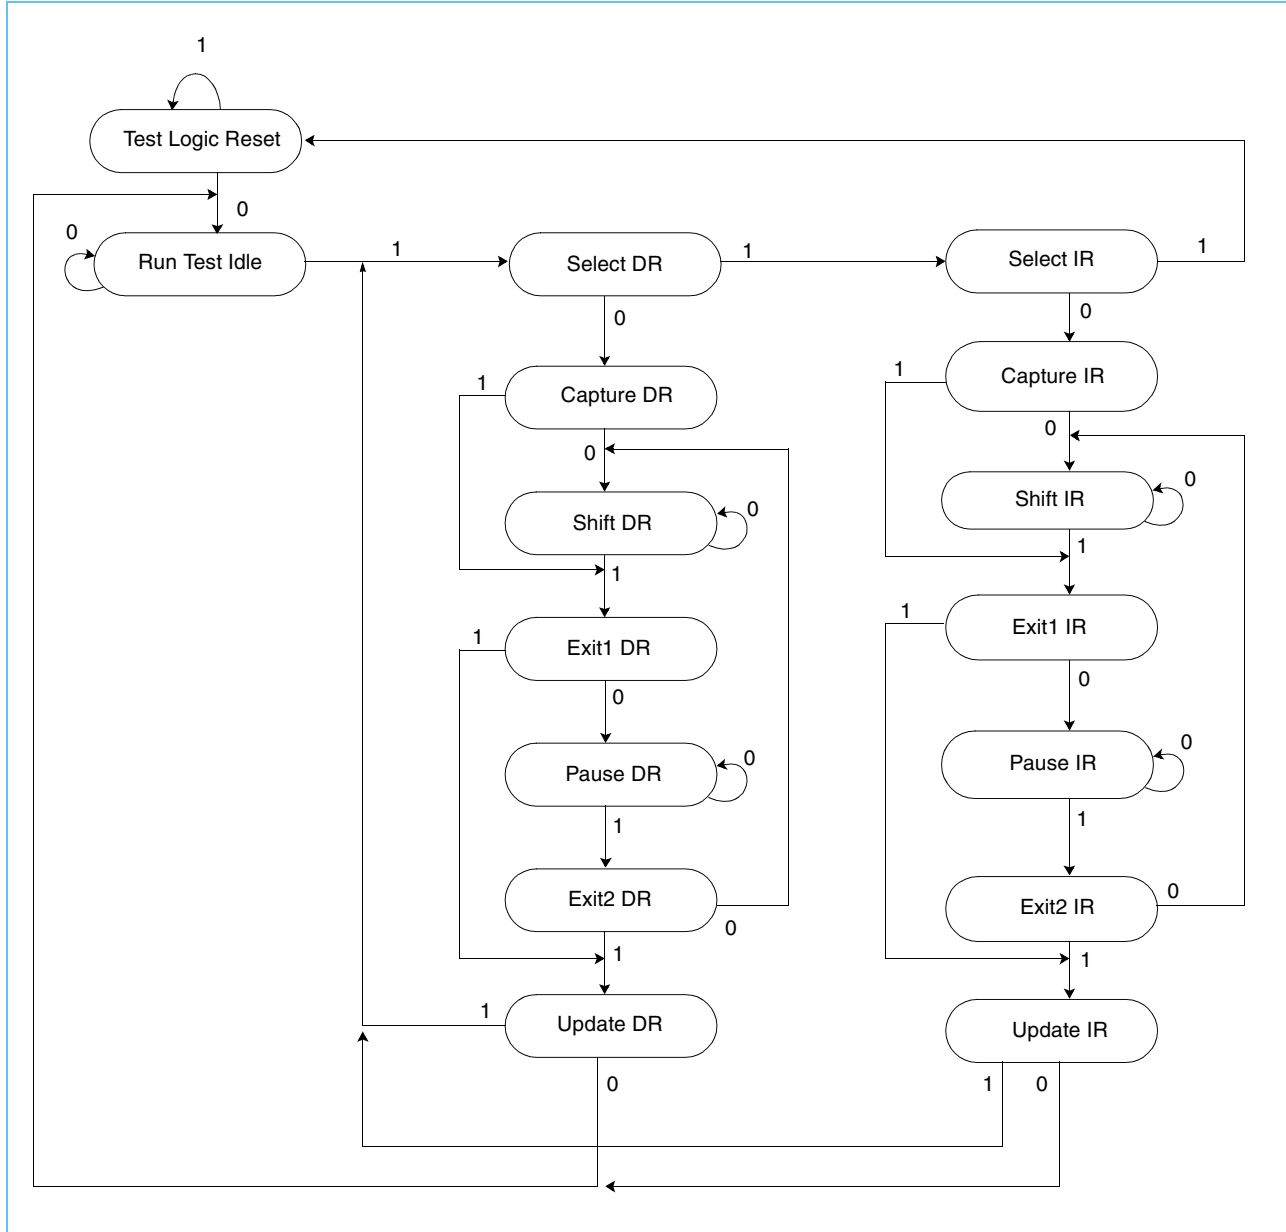 1
Test Logic Reset
0
0
Run Test Idle
1
Select DR
1
Select IR
1
0
0
1
Capture DR
1
Capture IR
0
0
Shift DR
0
Shift IR
0
1
1
1
Exit1 DR
1
Exit1 IR
0
0
Pause DR
0
Pause IR
0
1
1
Exit2 DR
0
Exit2 IR
0
1
1
1
Update DR
Update IR
0
1
0